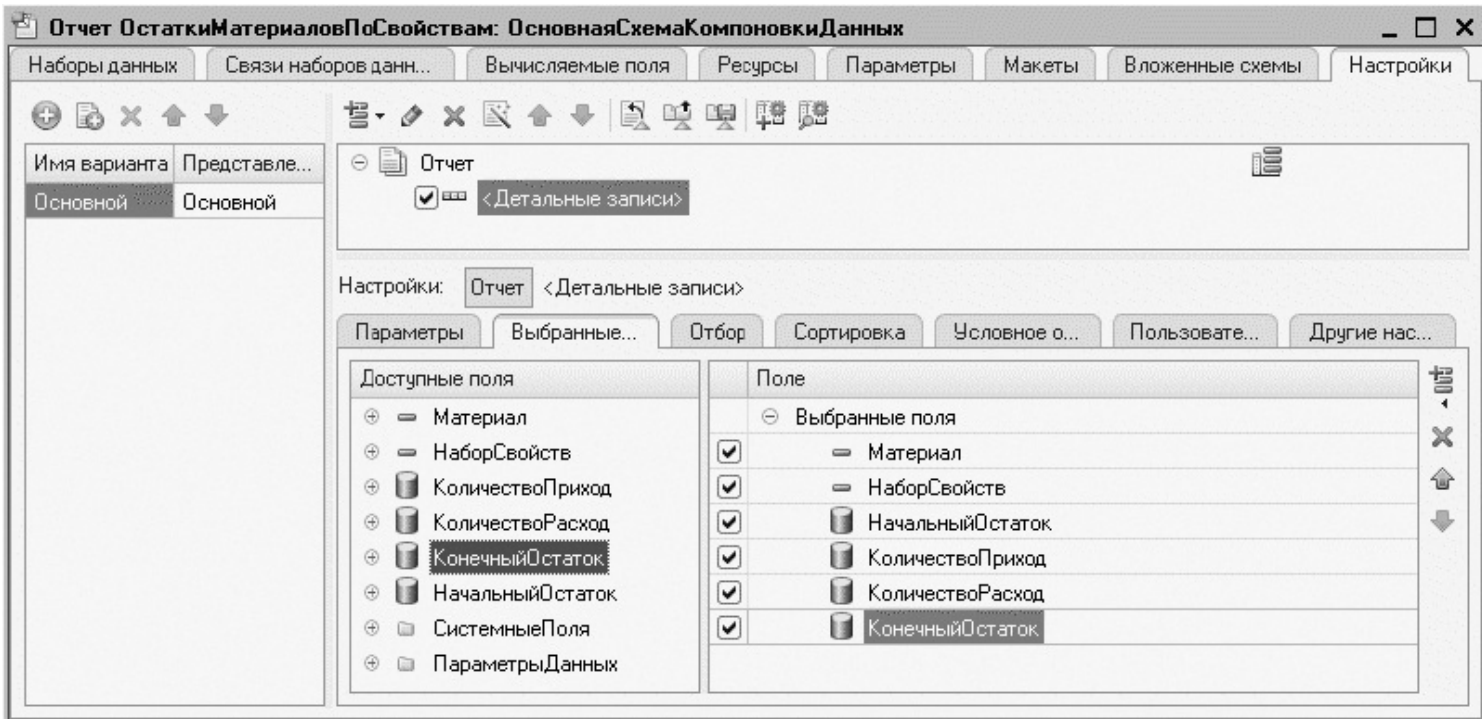 Отчет ОстаткиМатериаловПоСвойствам: ОсновнаяСхемаКомпоновкиДанных
Наборы данных Связи наборов данн... Вычисляемые поля Ресурсы Параметры Макеты Вложенные схемы Настройки
Имя варианта Представле...
Основной Основной
Отчет
<Детальные записи>
Настройки: Отчет <Детальные записи>
Параметры Выбранные... Отбор Сортировка Условное о... Пользовате... Другие нас...
Доступные поля Поле
Материал Выбранные поля
НаборСвойств Материал
КоличествоПриход НаборСвойств
КоличествоРасход НачальныйОстаток
КонечныйОстаток КоличествоПриход
НачальныйОстаток КоличествоРасход
СистемныеПоля КонечныйОстаток
ПараметрыДанных